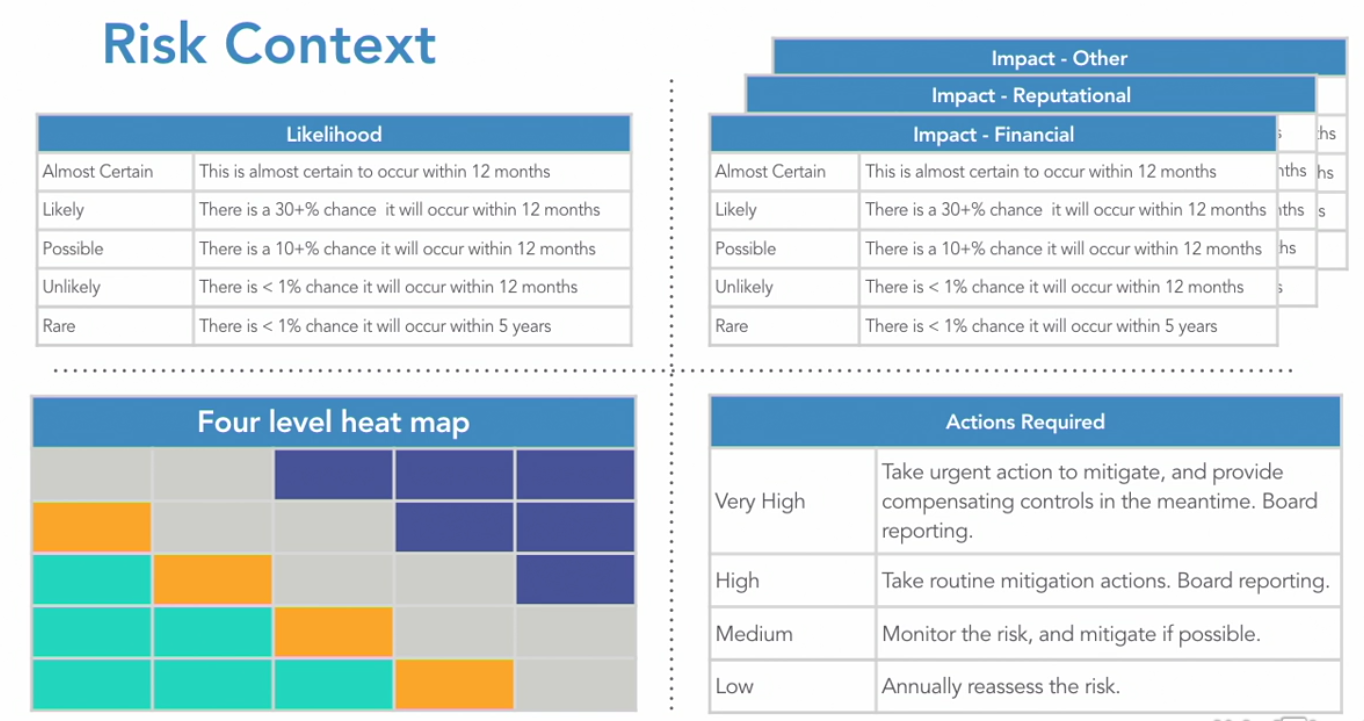 Risk Context
Likelihood
Almost Certain This is almost certain to occur within 12 months
Likely There is a 30+% chance  it will occur within 12 months
Possible There is a 10+% chance it will occur within 12 months
Unlikely There is < 1% chance it will occur within 12 months
Rare There is < 1% chance it will occur within 5 years
Impact - Other
Impact - Reputational
Impact - Financial
Almost Certain This is almost certain to occur within 12 months
Likely There is a 30+% chance  it will occur within 12 months
Possible There is a 10+% chance it will occur within 12 months
Unlikely There is < 1% chance it will occur within 12 months
Rare There is < 1% chance it will occur within 5 years
Four level heat map
Actions Required
Very High Take urgent action to mitigate, and provide
compensating controls in the meantime. Board
reporting.
High Take routine mitigation actions. Board reporting.
Medium Monitor the risk, and mitigate if possible.
Low Annually reassess the risk.